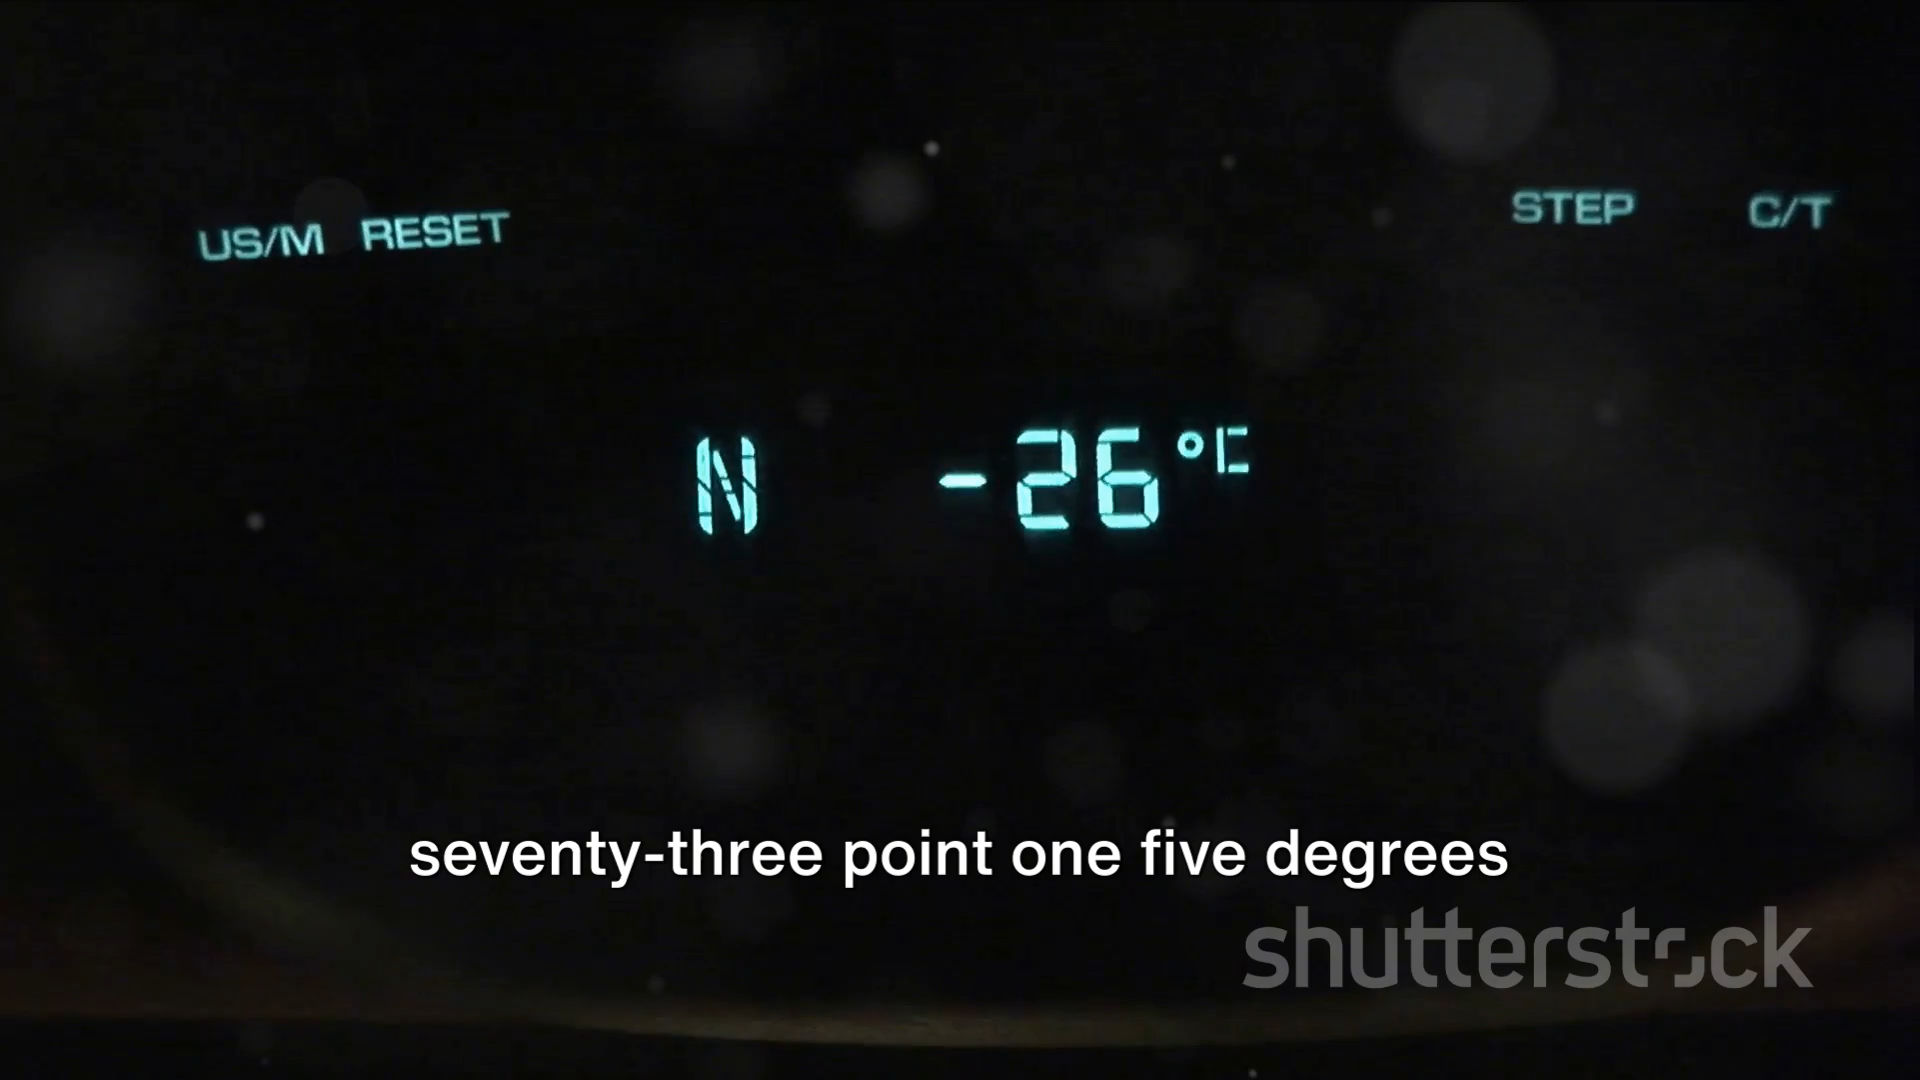 US/M RESET STEP C/T
N -26°C
seventy-three point one five degrees
shutterstock